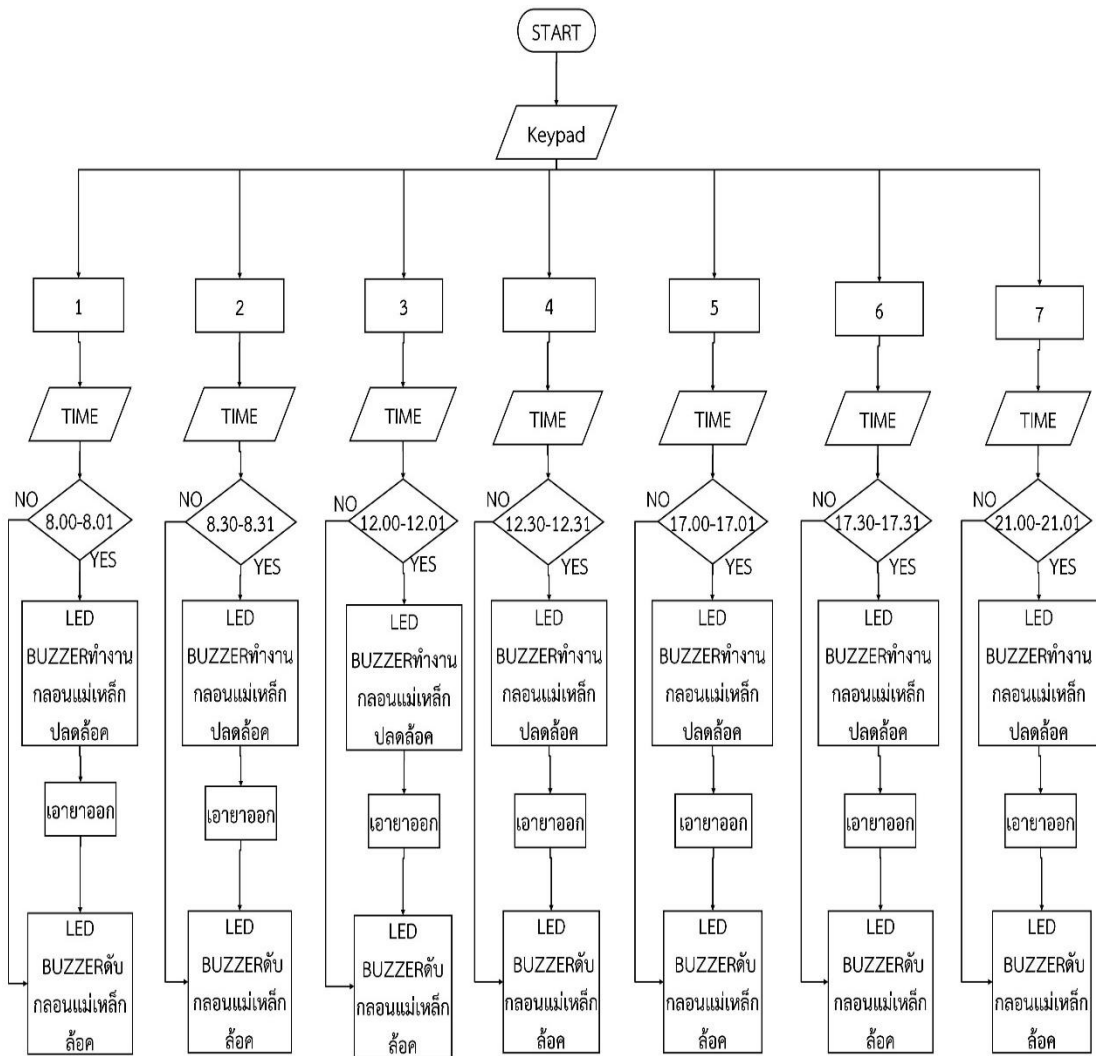 START
Keypad
1 2 3 4 5 6 7
TIME TIME TIME TIME TIME TIME TIME
NO NO NO NO NO NO NO
8.00-8.01 8.30-8.31 12.00-12.01 12.30-12.31 17.00-17.01 17.30-17.31 21.00-21.01
YES YES YES YES YES YES YES
LED LED LED LED LED LED LED
BUZZERทำงาน BUZZERทำงาน BUZZERทำงาน BUZZERทำงาน BUZZERทำงาน BUZZERทำงาน BUZZERทำงาน
กลอนแม่เหล็ก กลอนแม่เหล็ก กลอนแม่เหล็ก กลอนแม่เหล็ก กลอนแม่เหล็ก กลอนแม่เหล็ก กลอนแม่เหล็ก
ปลดล้อค ปลดล้อค ปลดล้อค ปลดล้อค ปลดล้อค ปลดล้อค ปลดล้อค
เอายาออก เอายาออก เอายาออก เอายาออก เอายาออก เอายาออก เอายาออก
LED LED LED LED LED LED LED
BUZZERดับ BUZZERดับ BUZZERดับ BUZZERดับ BUZZERดับ BUZZERดับ BUZZERดับ
กลอนแม่เหล็ก กลอนแม่เหล็ก กลอนแม่เหล็ก กลอนแม่เหล็ก กลอนแม่เหล็ก กลอนแม่เหล็ก กลอนแม่เหล็ก
ล้อค ล้อค ล้อค ล้อค ล้อค ล้อค ล้อค